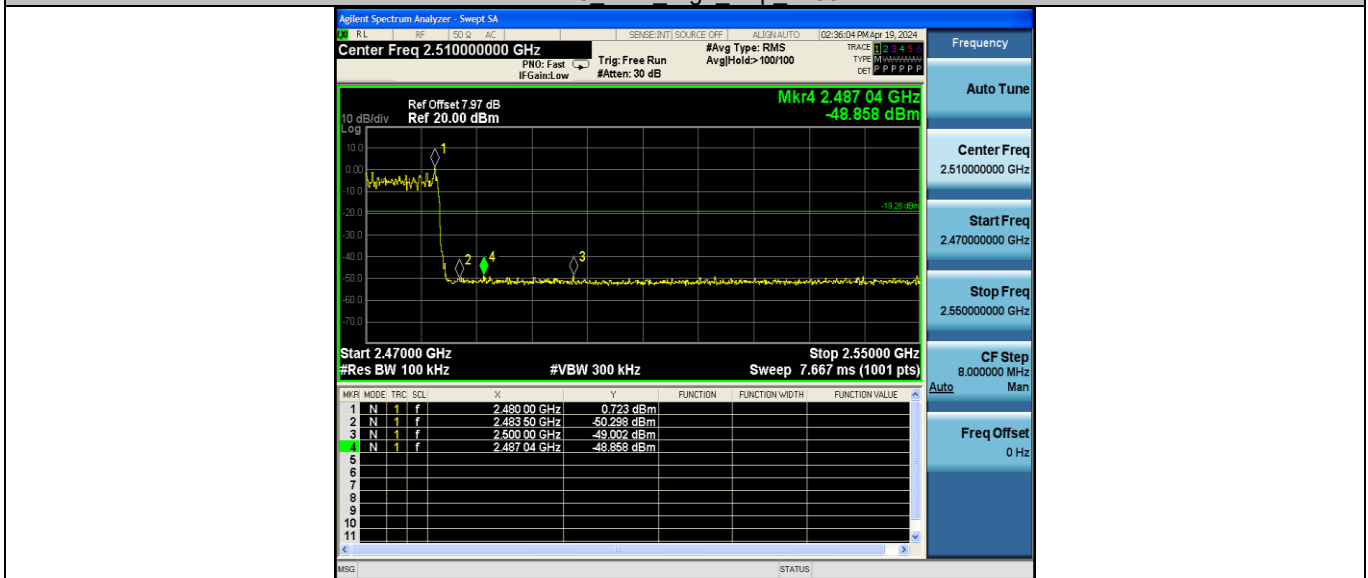 Agilent Spectrum Analyzer - Swept SA
RL RF 50 Ω AC SENSE:INT SOURCE OFF ALIGN AUTO 02:36:04 PM Apr 19, 2024
Center Freq 2.510000000 GHz
PNO: Fast
IFGain:Low
Trig: Free Run
#Atten: 30 dB
#Avg Type: RMS
Avg|Hold:>100/100
TRACE 1 2 3 4 5 6
TYPE M
DET P P P P P P
Frequency
Mkr4 2.487 04 GHz
-48.858 dBm
Ref Offset 7.97 dB
10 dB/div Ref 20.00 dBm
Log
10.0
0.00
-10.0
-20.0
-30.0
-40.0
-50.0
-60.0
-70.0
1
2
4
3
-19.28 dBm
Start 2.47000 GHz Stop 2.55000 GHz
#Res BW 100 kHz #VBW 300 kHz Sweep 7.667 ms (1001 pts)
MKR MODE TRC SCL X Y FUNCTION FUNCTION WIDTH FUNCTION VALUE
1 N 1 f 2.480 00 GHz 0.723 dBm
2 N 1 f 2.483 50 GHz -50.298 dBm
3 N 1 f 2.500 00 GHz -49.002 dBm
4 N 1 f 2.487 04 GHz -48.858 dBm
5
6
7
8
9
10
11
MSG STATUS
Auto Tune
Center Freq
2.510000000 GHz
Start Freq
2.470000000 GHz
Stop Freq
2.550000000 GHz
CF Step
8.000000 MHz
Auto Man
Freq Offset
0 Hz